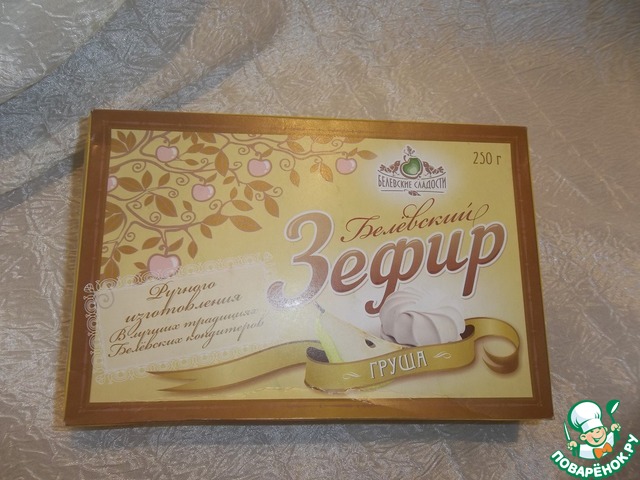 250 г
БЕЛЕВСКИЕ СЛАДОСТИ
Белевский
Зефир
Ручного
изготовления
В лучших традициях
Белевских кондитеров
ГРУША
ПОВАРЁНОК.РУ